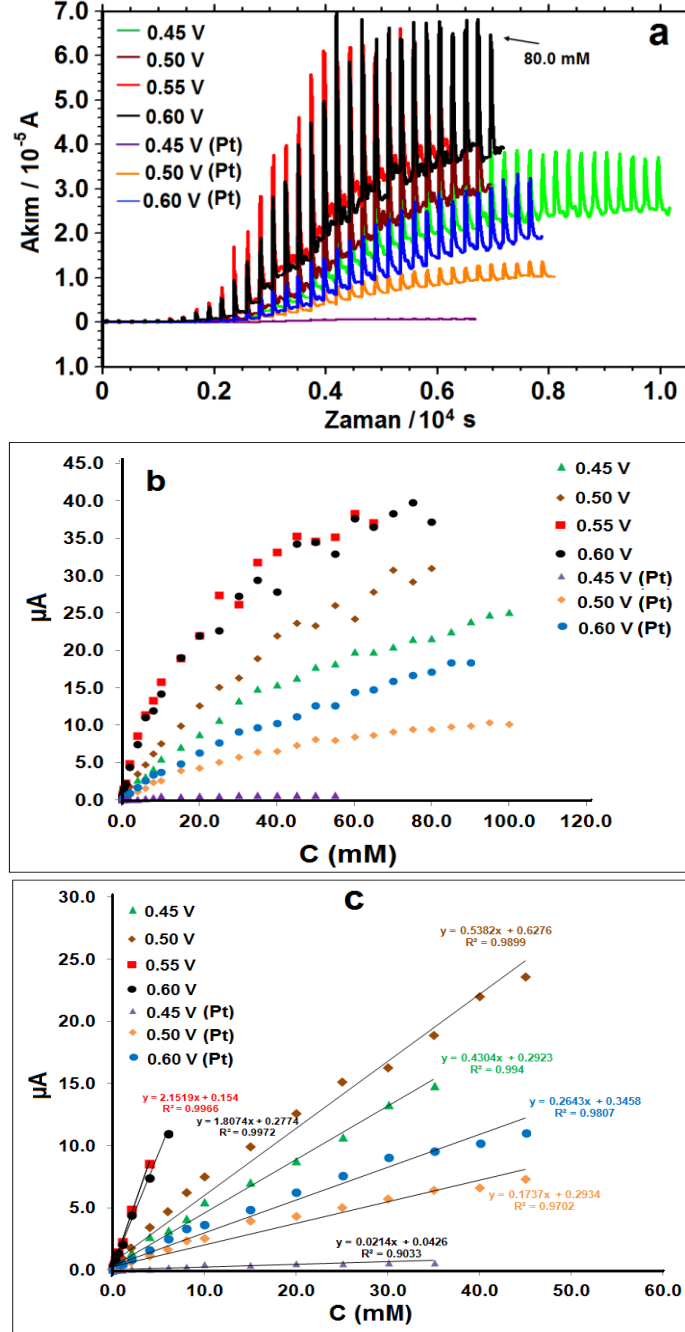 a
7.0
6.0
5.0
4.0
3.0
2.0
1.0
0
1.0
Akım / 10⁻⁵ A
0.45 V
0.50 V
0.55 V
0.60 V
0.45 V (Pt)
0.50 V (Pt)
0.60 V (Pt)
80.0 mM
0 0.2 0.4 0.6 0.8 1.0
Zaman / 10⁴ s
b
45.0
40.0
35.0
30.0
25.0
20.0
15.0
10.0
5.0
0.0
µA
0.45 V
0.50 V
0.55 V
0.60 V
0.45 V (Pt)
0.50 V (Pt)
0.60 V (Pt)
0.0 20.0 40.0 60.0 80.0 100.0 120.0
C (mM)
c
30.0
25.0
20.0
15.0
10.0
5.0
0.0
µA
0.45 V
0.50 V
0.55 V
0.60 V
0.45 V (Pt)
0.50 V (Pt)
0.60 V (Pt)
y = 0.5382x + 0.6276
R² = 0.9899
y = 0.4304x + 0.2923
R² = 0.994
y = 2.1519x + 0.154
R² = 0.9966
y = 1.8074x + 0.2774
R² = 0.9972
y = 0.2643x + 0.3458
R² = 0.9807
y = 0.1737x + 0.2934
R² = 0.9702
y = 0.0214x + 0.0426
R² = 0.9033
0.0 10.0 20.0 30.0 40.0 50.0 60.0
C (mM)